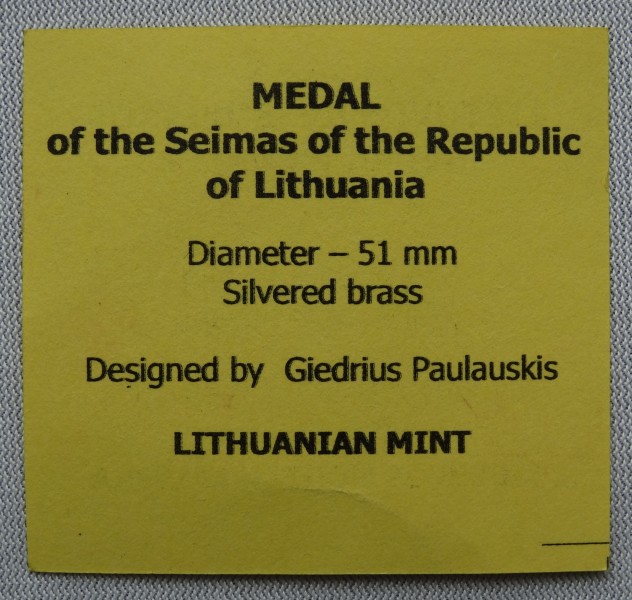 MEDAL
of the Seimas of the Republic
of Lithuania
Diameter – 51 mm
Silvered brass
Designed by Giedrius Paulauskis
LITHUANIAN MINT